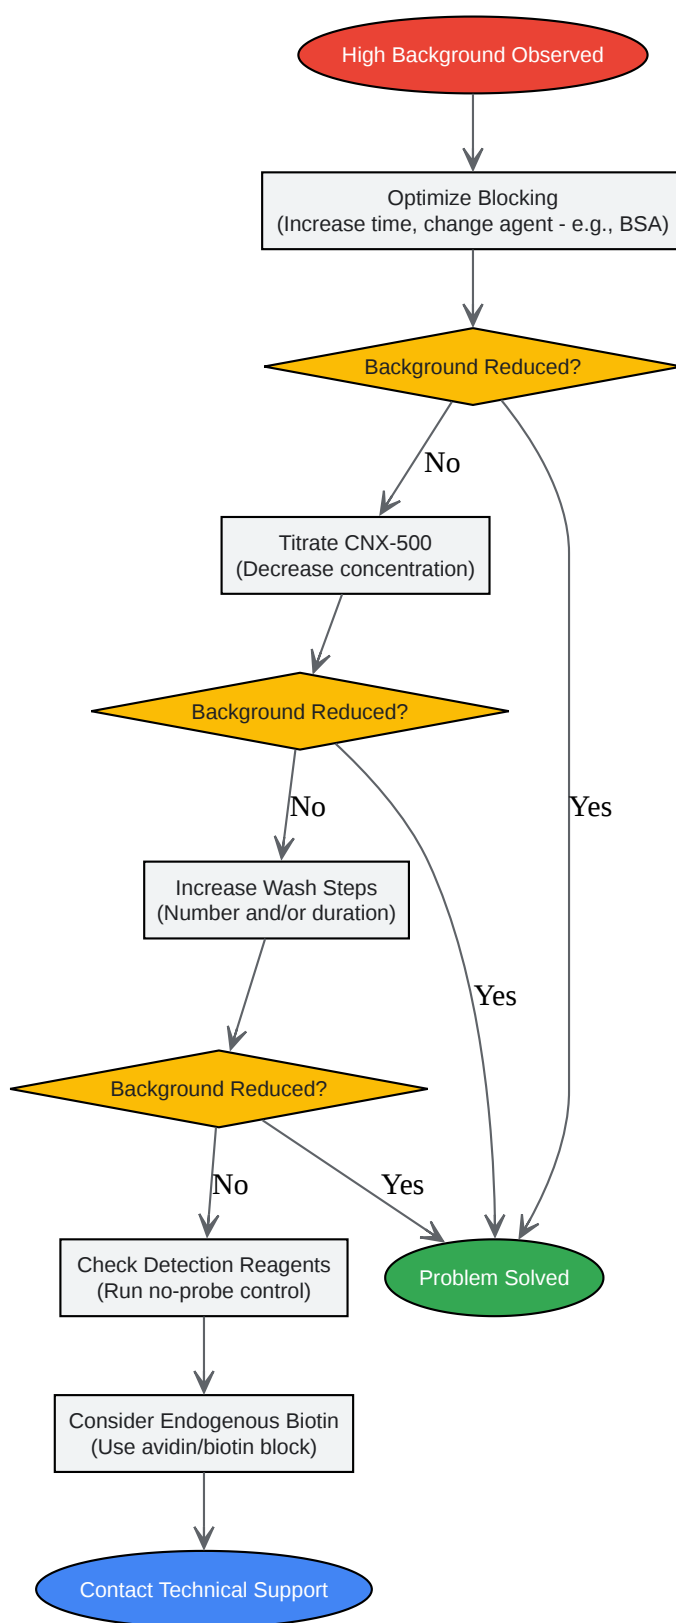 High Background Observed
Optimize Blocking
(Increase time, change agent - e.g., BSA)
Background Reduced?
No
Titrate CNX-500
(Decrease concentration)
Background Reduced?
No
Yes
Increase Wash Steps
(Number and/or duration)
Yes
Background Reduced?
No
Yes
Check Detection Reagents
(Run no-probe control)
Problem Solved
Consider Endogenous Biotin
(Use avidin/biotin block)
Contact Technical Support